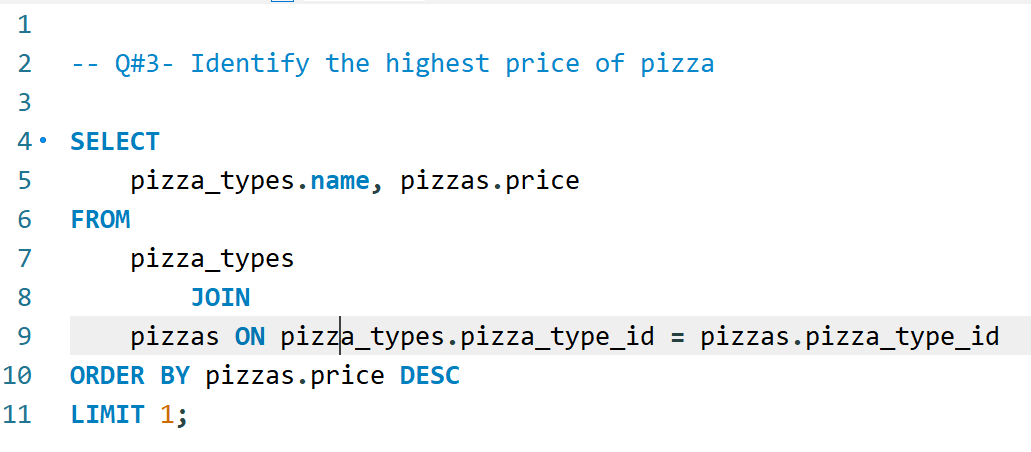 1
2 -- Q#3- Identify the highest price of pizza
3
4 SELECT
5 pizza_types.name, pizzas.price
6 FROM
7 pizza_types
8 JOIN
9 pizzas ON pizza_types.pizza_type_id = pizzas.pizza_type_id
10 ORDER BY pizzas.price DESC
11 LIMIT 1;